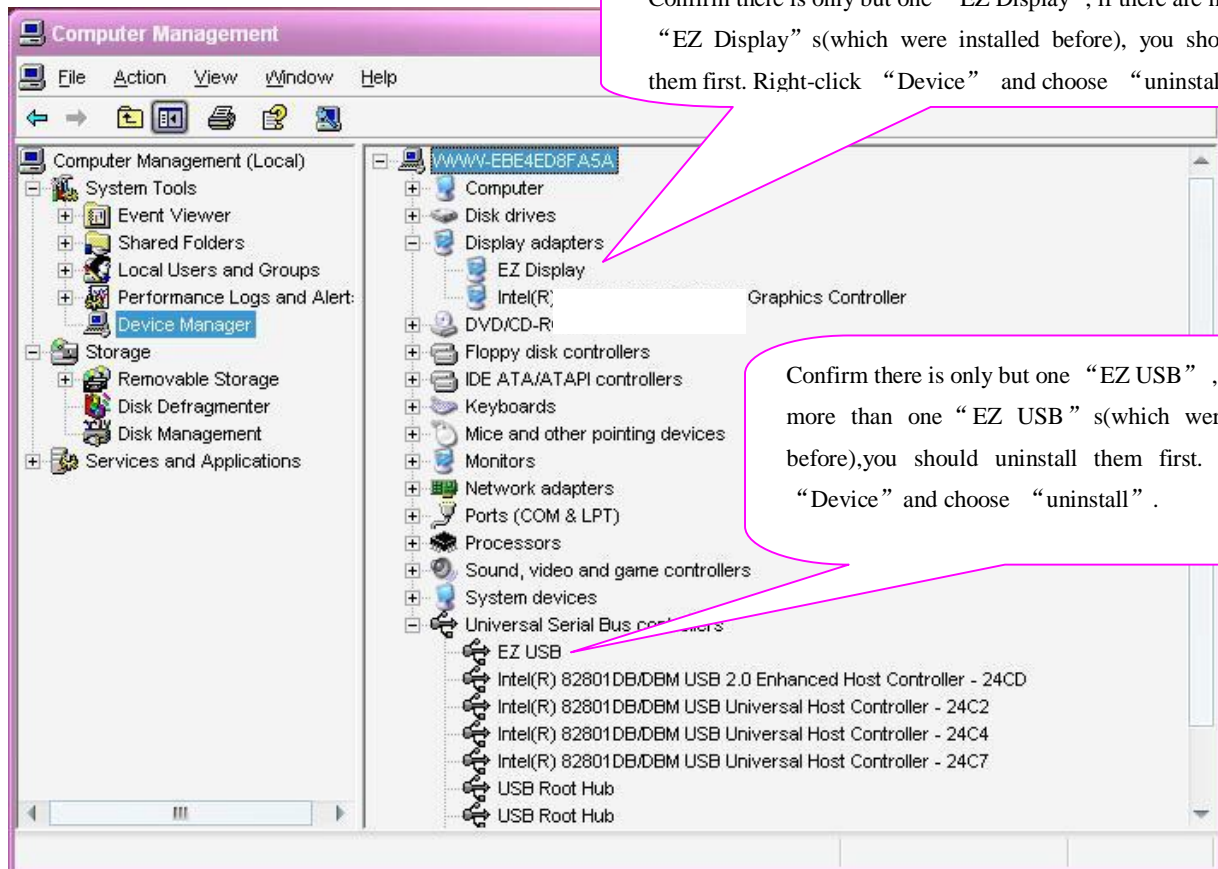 Confirm there is only but one “EZ Display”, if there are
“EZ Display”s(which were installed before), you
them first. Right-click “Device” and choose
Computer Management
File Action View Window Help
Computer Management (Local)
System Tools
Event Viewer
Shared Folders
Local Users and Groups
Performance Logs and Alert
Device Manager
Storage
Removable Storage
Disk Defragmenter
Disk Management
Services and Applications
WWW-EBE4ED8FA5A
Computer
Disk drives
Display adapters
EZ Display
Intel(R) Graphics Controller
Floppy disk controllers
IDE ATA/ATAPI controllers
Keyboards
Mice and other pointing devices
Monitors
Network adapters
Ports (COM & LPT)
Processors
Sound, video and game controllers
System devices
Universal Serial Bus controllers
EZ USB
Intel(R) 82801DB/DBM USB 2.0 Enhanced Host Controller - 24CD
Intel(R) 82801DB/DBM USB Universal Host Controller - 24C2
Intel(R) 82801DB/DBM USB Universal Host Controller - 24C4
Intel(R) 82801DB/DBM USB Universal Host Controller - 24C7
USB Root Hub
USB Root Hub
Confirm there is only but one “EZ USB”,
more than one “EZ USB”s(which
before),you should uninstall them first.
“Device”and choose “uninstall”.